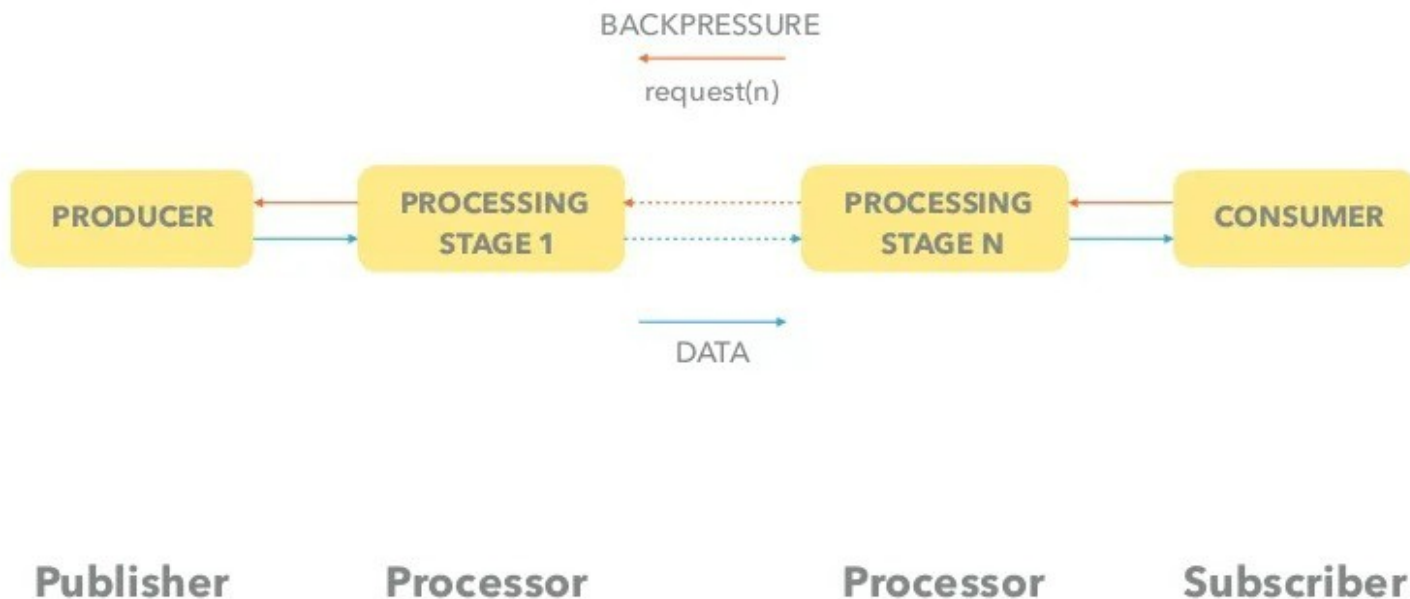 BACKPRESSURE
request(n)
PRODUCER
PROCESSING
STAGE 1
PROCESSING
STAGE N
CONSUMER
DATA
Publisher
Processor
Processor
Subscriber